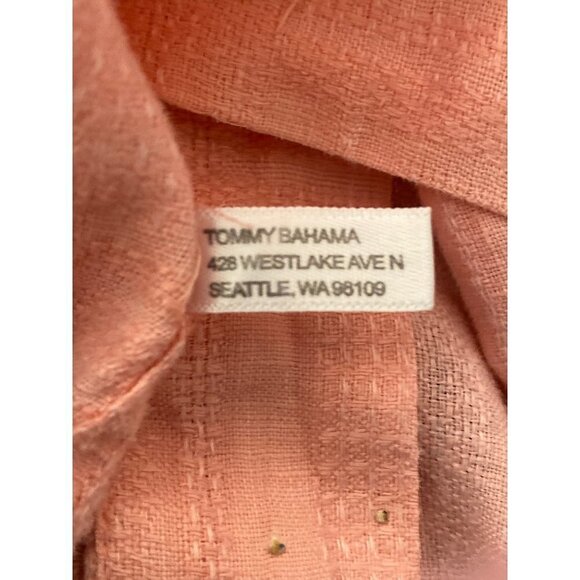 TOMMY BAHAMA
428 WESTLAKE AVE N
SEATTLE, WA 98109